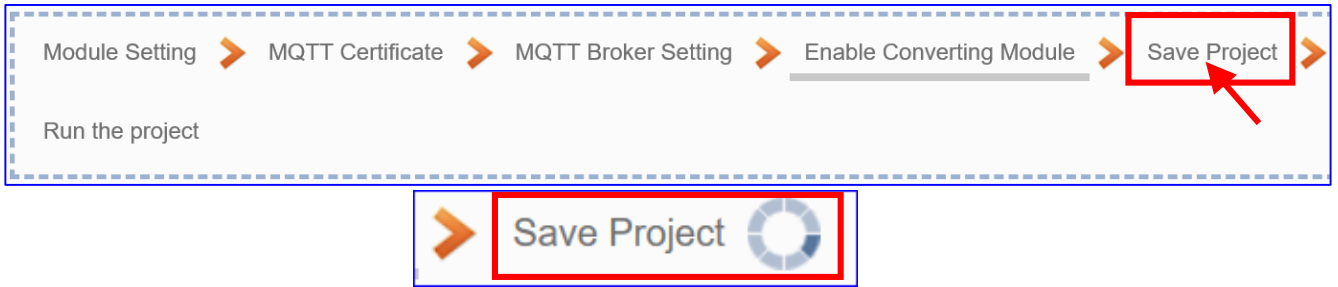 Module Setting MQTT Certificate MQTT Broker Setting Enable Converting Module Save Project
Run the project
Save Project